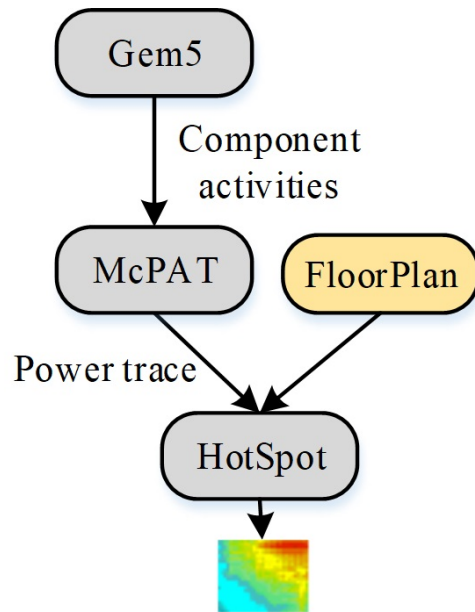 Gem5
Component
activities
McPAT
FloorPlan
Power trace
HotSpot